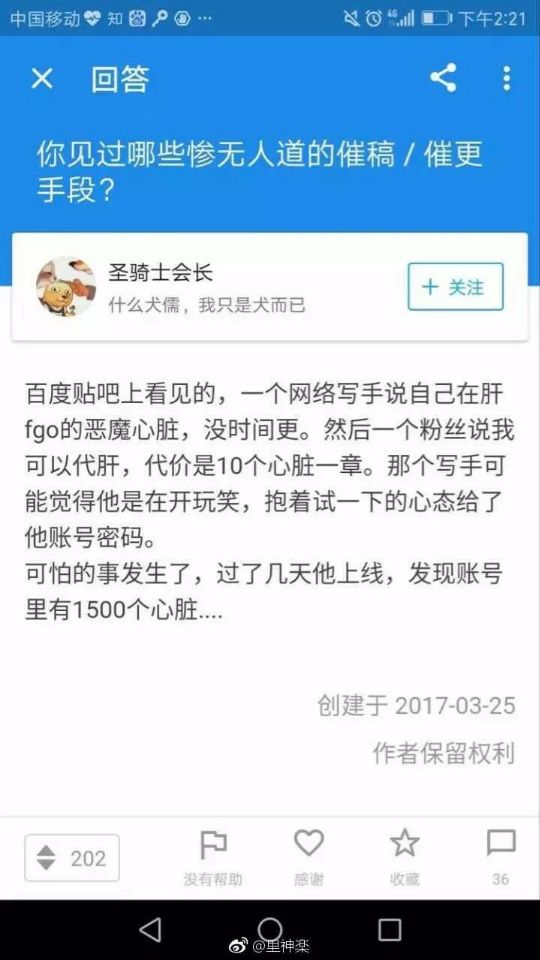 中国移动 知 4G 下午2:21
回答
你见过哪些惨无人道的催稿 / 催更
手段？
圣骑士会长
什么犬儒，我只是犬而已
+ 关注
百度贴吧上看见的，一个网络写手说自己在肝
fgo的恶魔心脏，没时间更。然后一个粉丝说我
可以代肝，代价是10个心脏一章。那个写手可
能觉得他是在开玩笑，抱着试一下的心态给了
他账号密码。
可怕的事发生了，过了几天他上线，发现账号
里有1500个心脏....
创建于 2017-03-25
作者保留权利
202
没有帮助
感谢
收藏
36
@里神楽